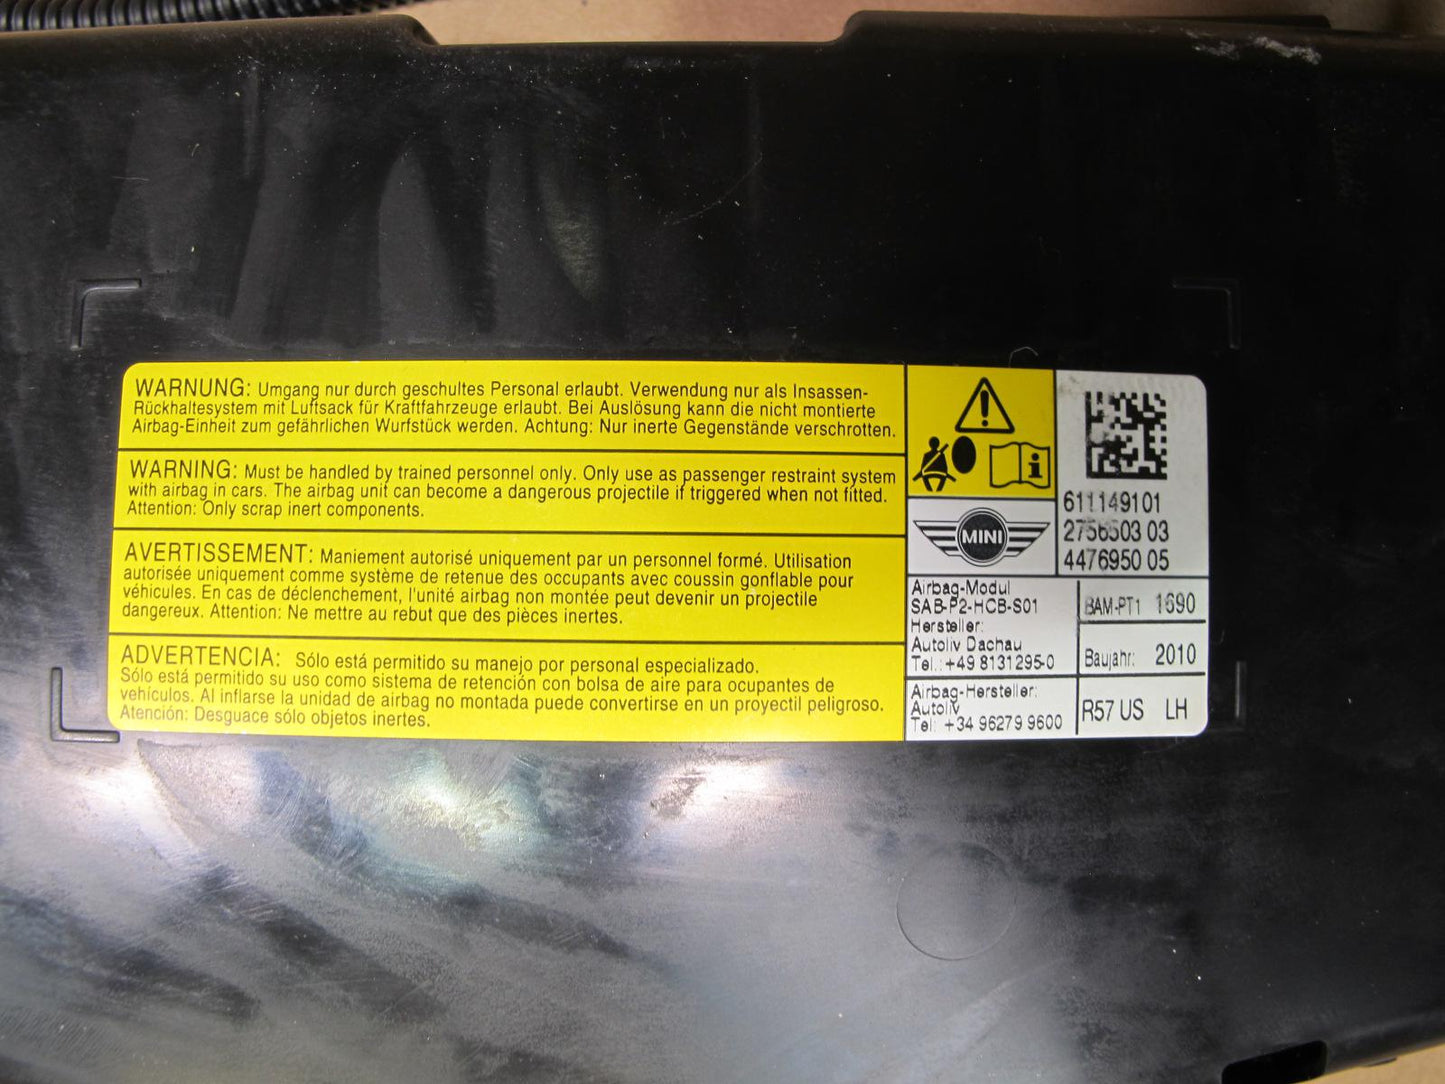 WARNUNG: Umgang nur durch geschultes Personal erlaubt. Verwendung nur als Insassen-
Rückhaltesystem mit Luftsack für Kraftfahrzeuge erlaubt. Bei Auslösung kann die nicht montierte
Airbag-Einheit zum gefährlichen Wurfstück werden. Achtung: Nur inerte Gegenstände verschrotten.
WARNING: Must be handled by trained personnel only. Only use as passenger restraint system
with airbag in cars. The airbag unit can become a dangerous projectile if triggered when not fitted.
Attention: Only scrap inert components.
AVERTISSEMENT: Maniement autorisé uniquement par un personnel formé. Utilisation
autorisée uniquement comme système de retenue des occupants avec coussin gonflable pour
véhicules. En cas de déclenchement, l'unité airbag non montée peut devenir un projectile
dangereux. Attention: Ne mettre au rebut que des pièces inertes.
ADVERTENCIA: Sólo está permitido su manejo por personal especializado.
Sólo está permitido su uso como sistema de retención con bolsa de aire para ocupantes de
vehículos. Al inflarse la unidad de airbag no montada puede convertirse en un proyectil peligroso.
Atención: Desguace sólo objetos inertes.
MINI
611149101
2756503 03
4476950 05
Airbag-Modul
SAB-P2-HCB-S01
Hersteller:
Autoliv Dachau
Tel.: +49 8131 295-0
BAM-PT1 1690
Baujahr: 2010
Airbag-Hersteller:
Autoliv
Tel: +34 96279 9600
R57 US LH